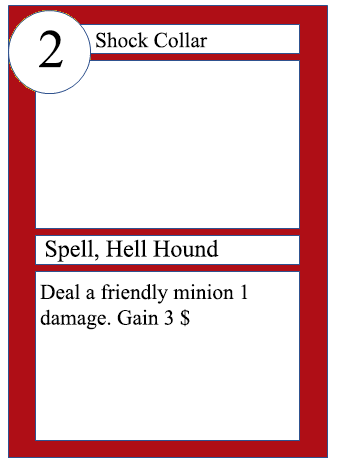 2
Shock Collar
Spell, Hell Hound
Deal a friendly minion 1
damage. Gain 3 $